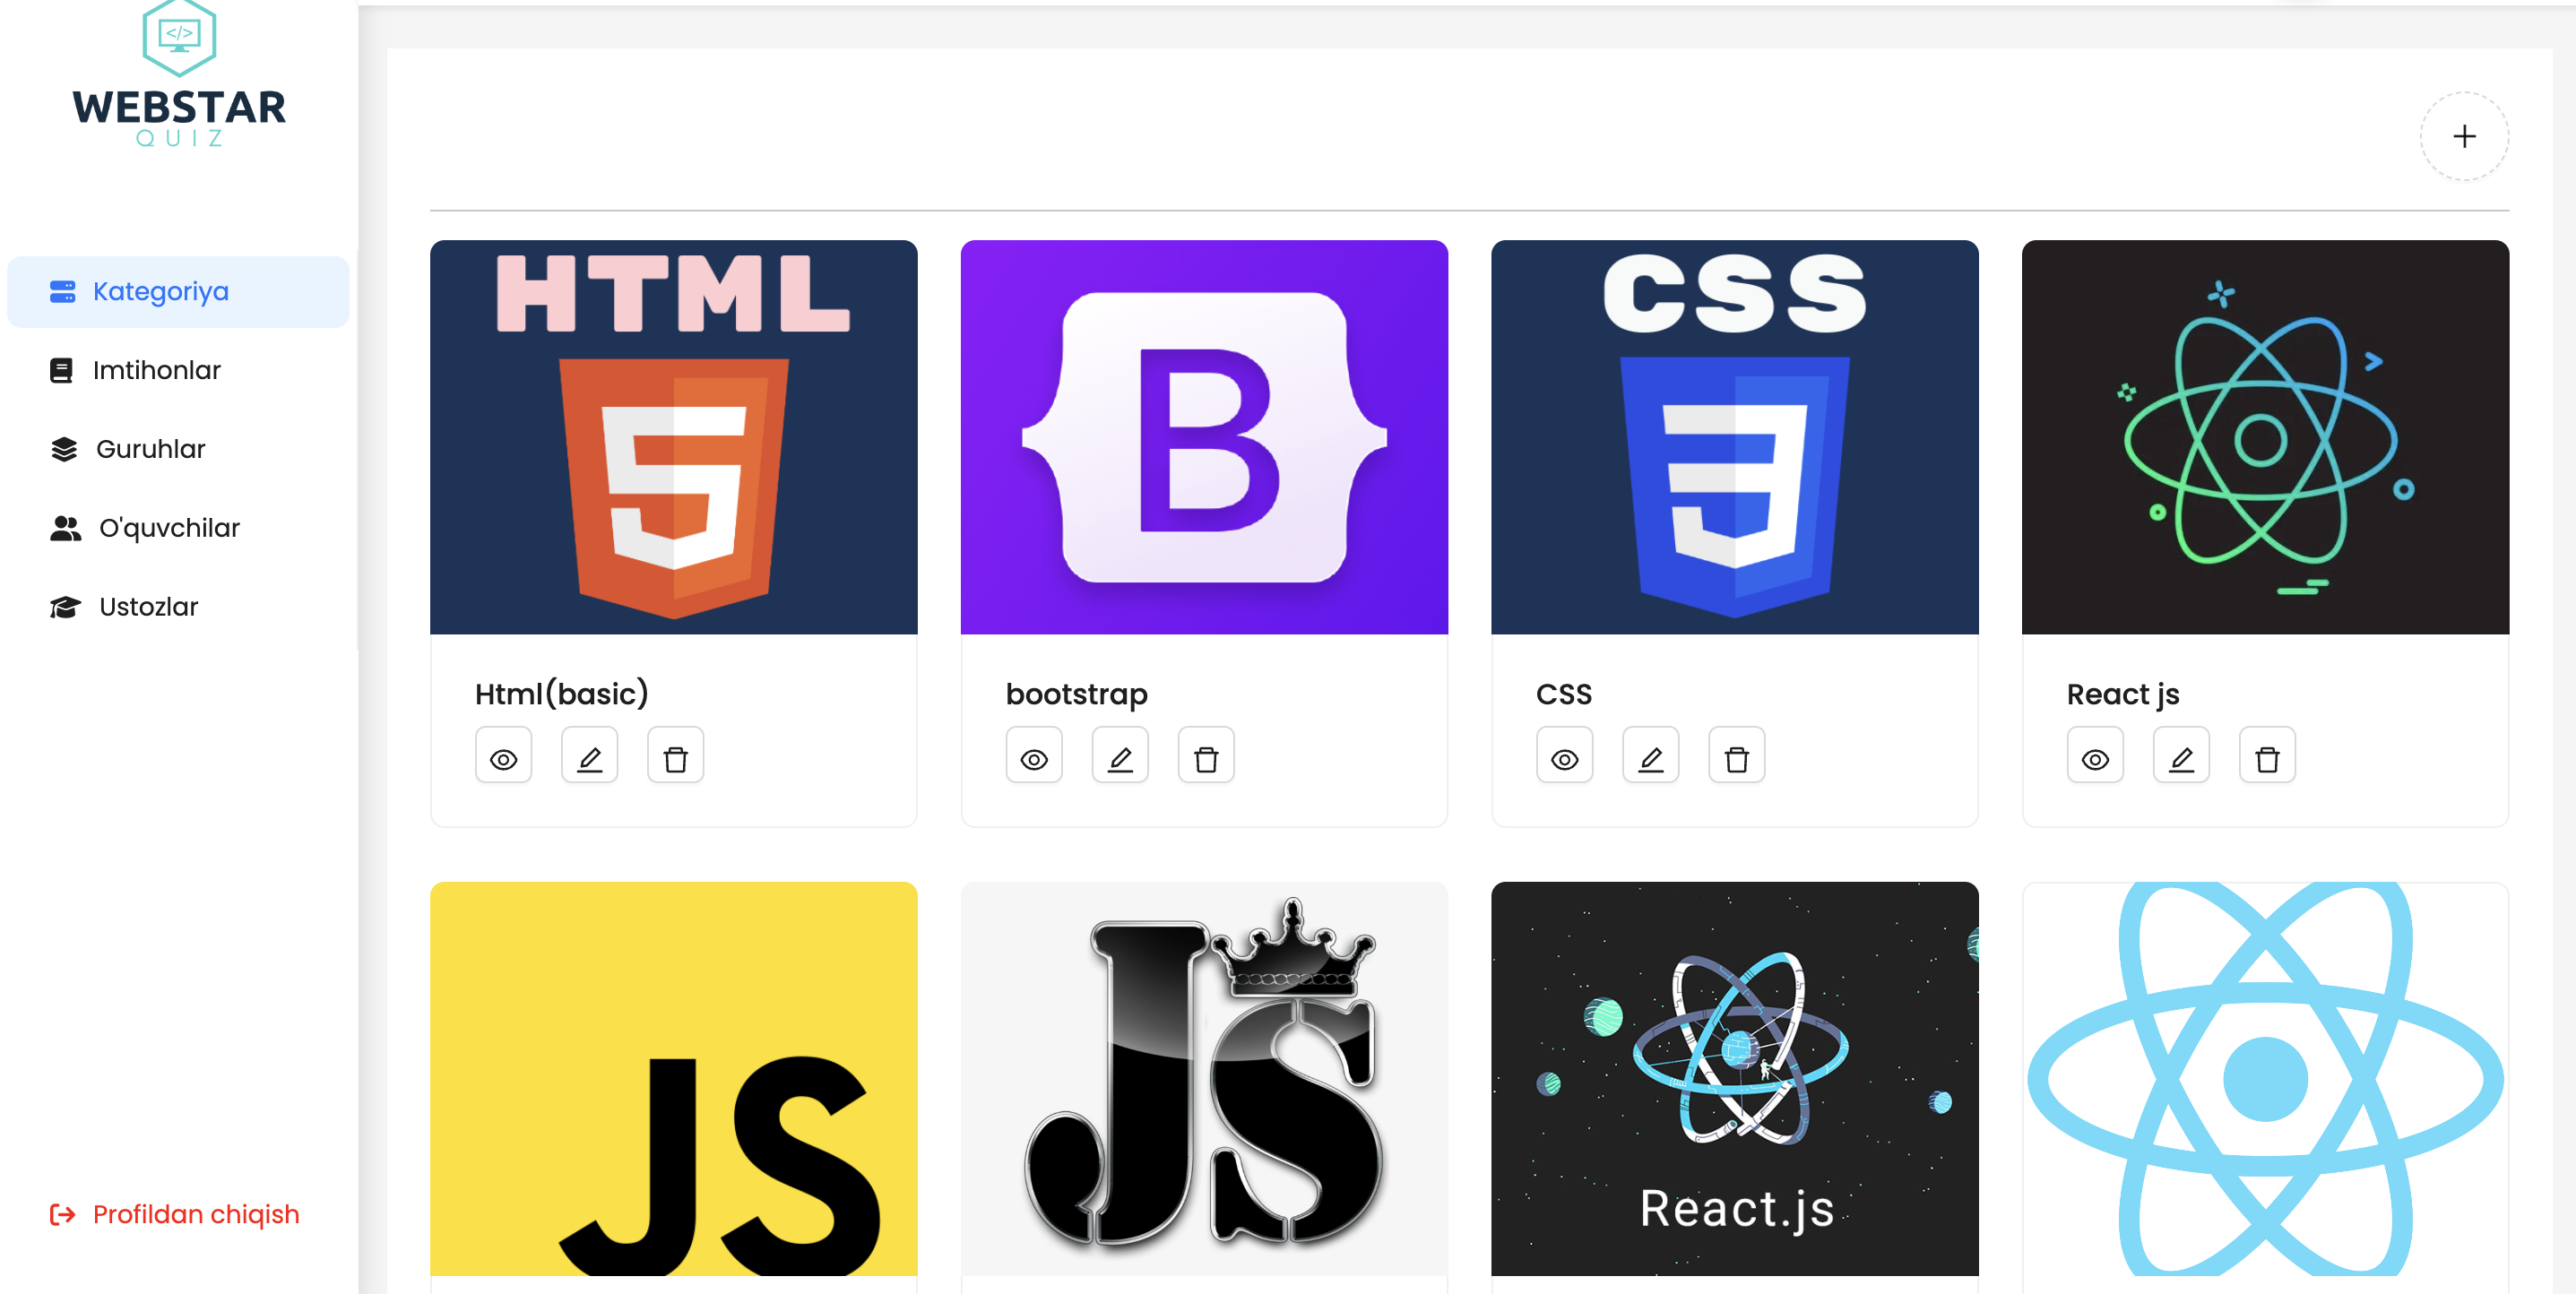 WEBSTAR
QUIZ
Kategoriya
Imtihonlar
Guruhlar
O'quvchilar
Ustozlar
Profildan chiqish
HTML
5
B
CSS
3
Html(basic)
bootstrap
CSS
React js
JS
JS
React.js